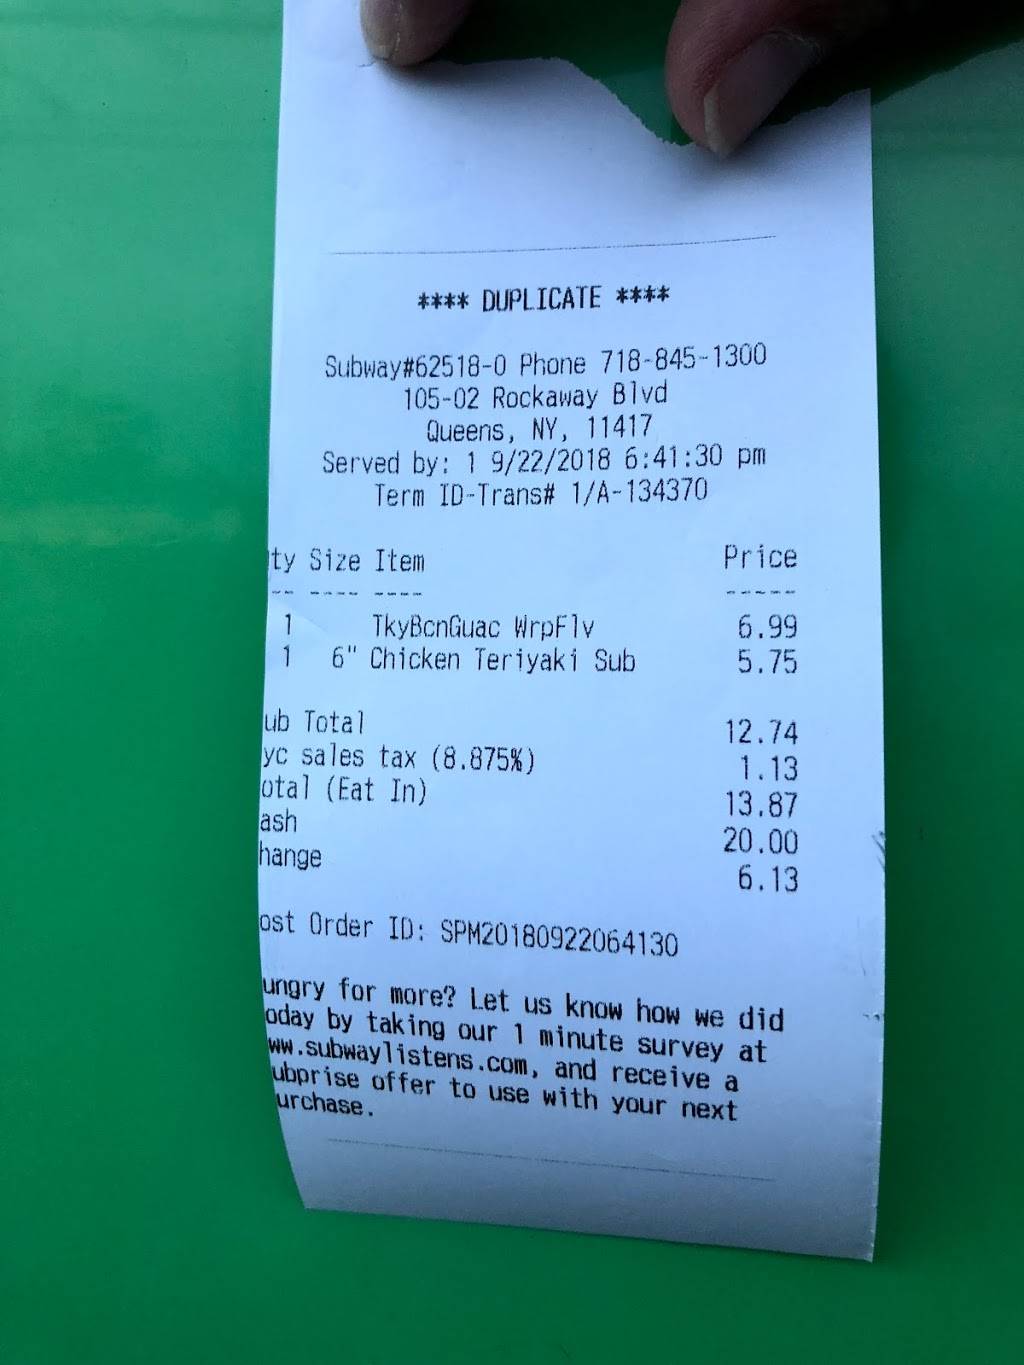 **** DUPLICATE ****
Subway#62518-0 Phone 718-845-1300
105-02 Rockaway Blvd
Queens, NY, 11417
Served by: 1 9/22/2018 6:41:30 pm
Term ID-Trans# 1/A-134370
ty Size Item Price
-- ---- ---- -----
1 TkyBcnGuac WrpFlv 6.99
1 6" Chicken Teriyaki Sub 5.75
ub Total 12.74
yc sales tax (8.875%) 1.13
otal (Eat In) 13.87
ash 20.00
hange 6.13
ost Order ID: SPM20180922064130
ungry for more? Let us know how we did
oday by taking our 1 minute survey at
ww.subwaylistens.com, and receive a
ubprise offer to use with your next
urchase.